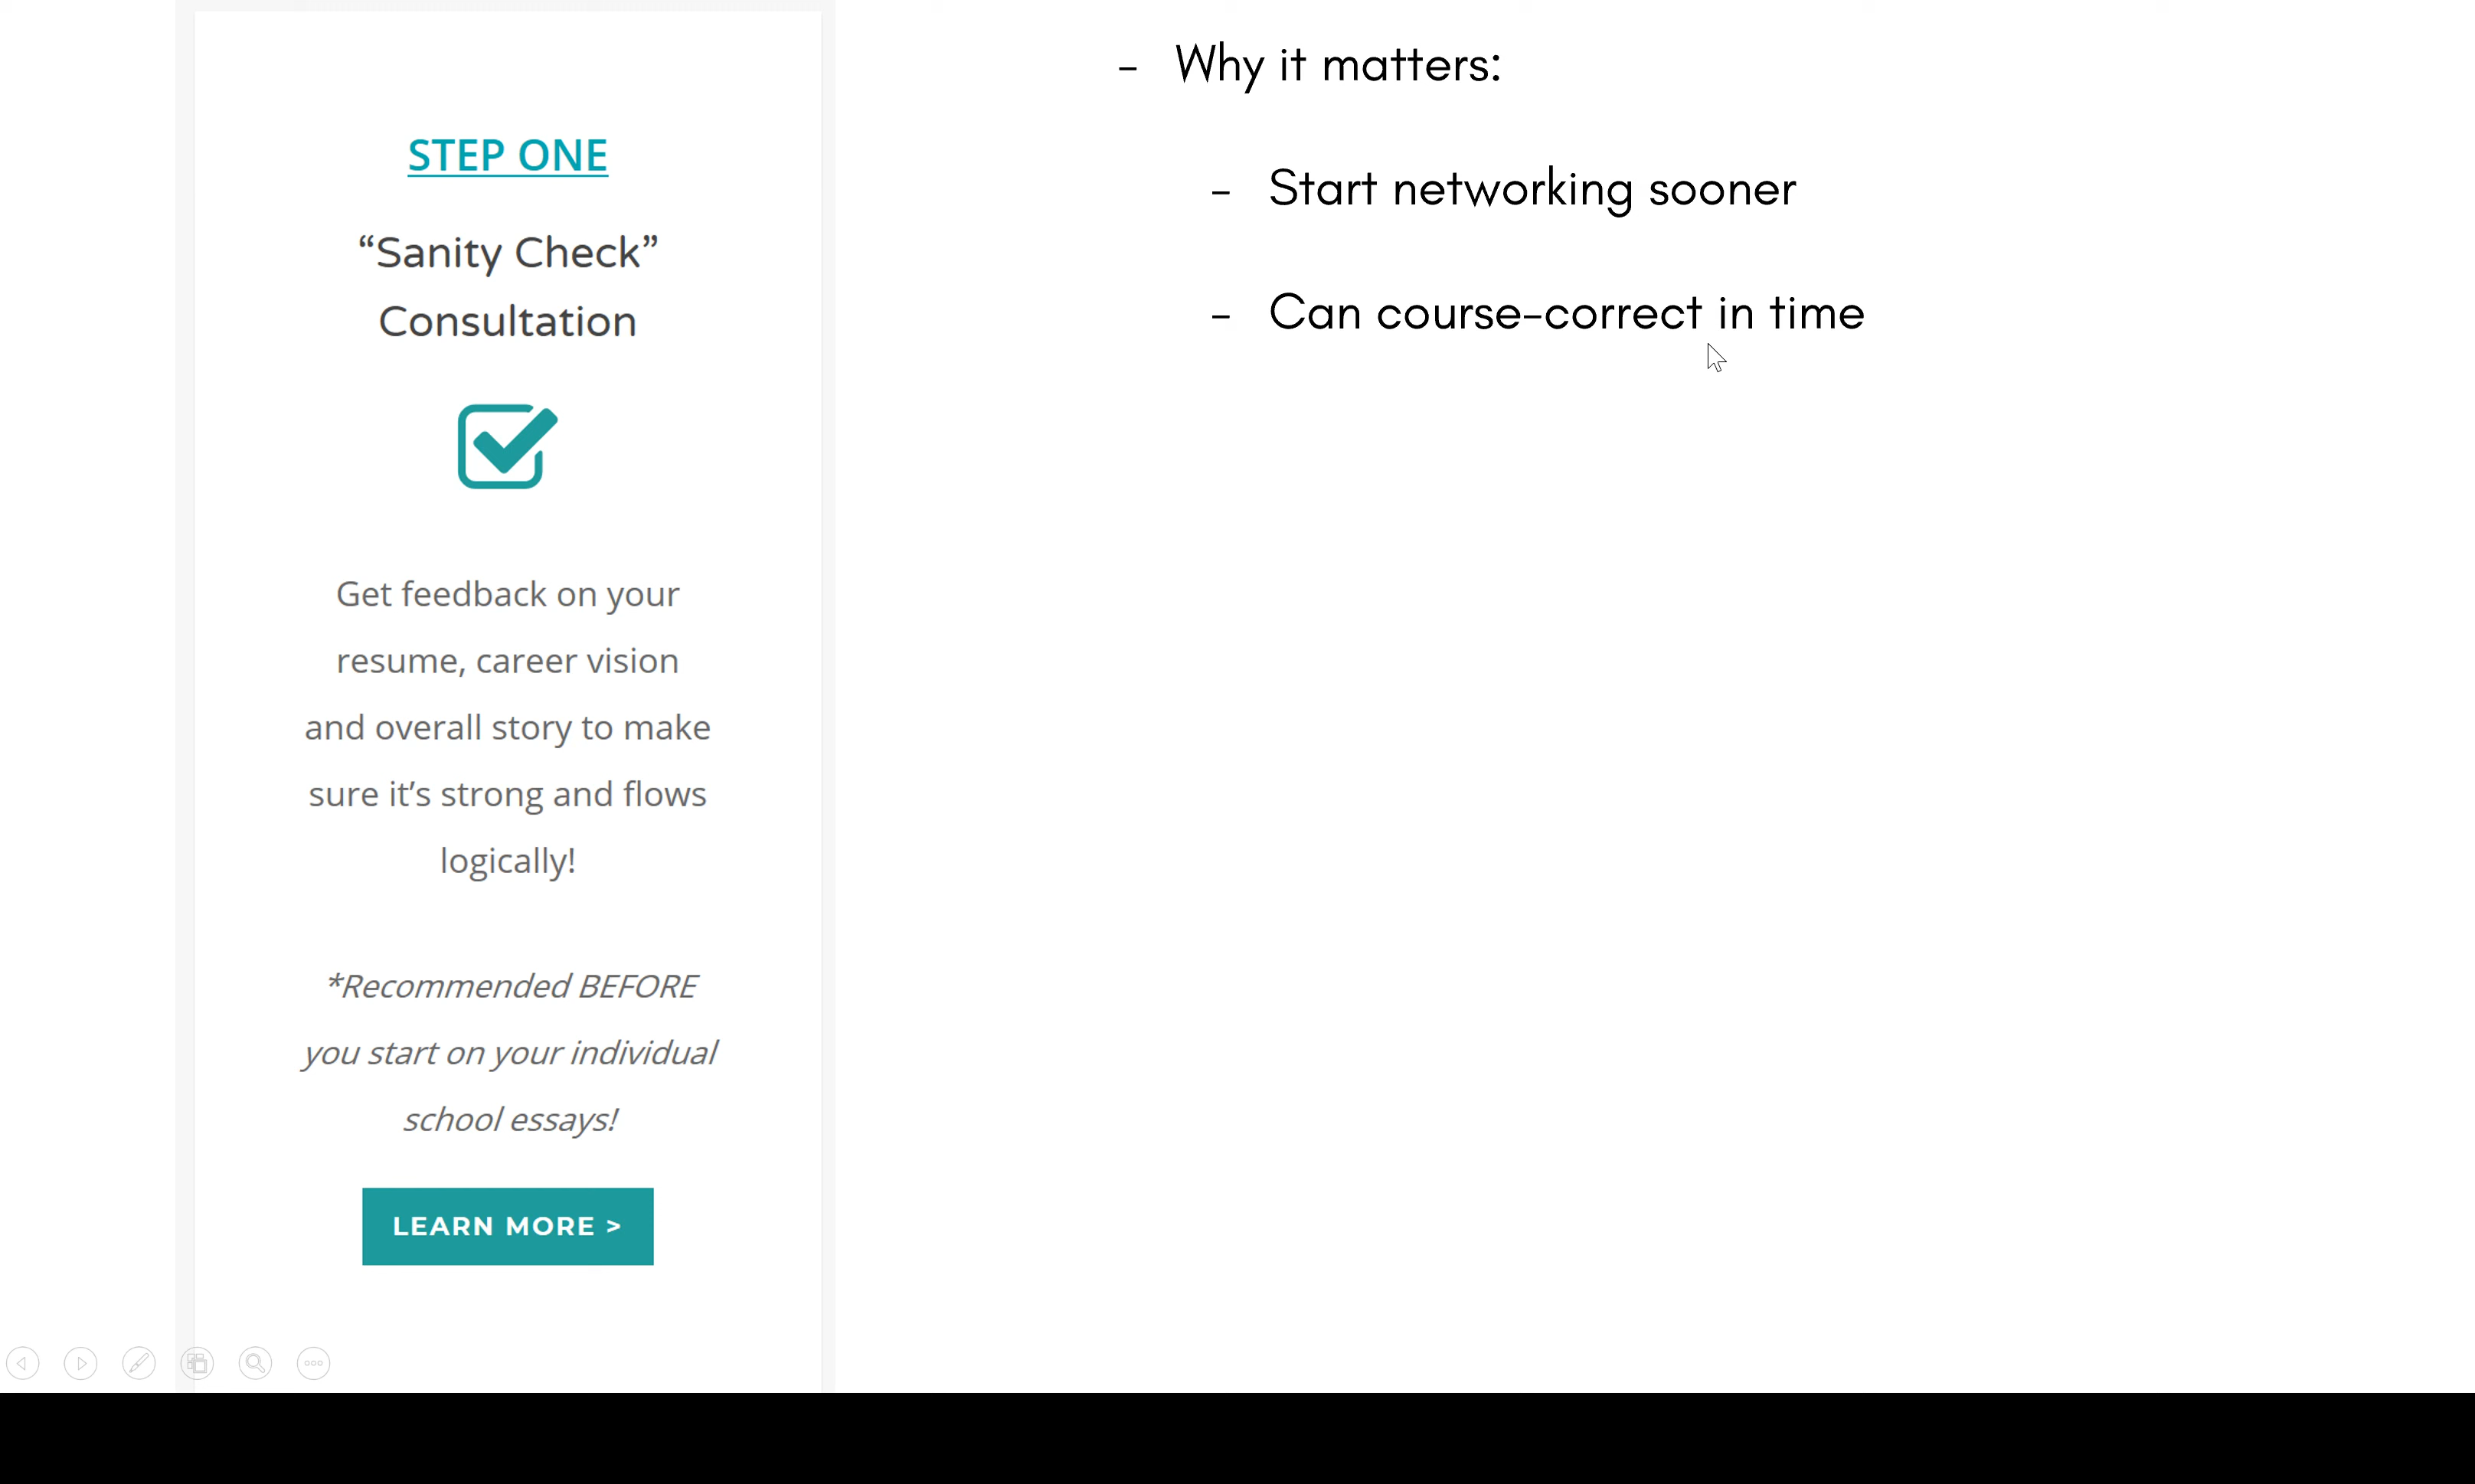 STEP ONE
“Sanity Check”
Consultation
Get feedback on your
resume, career vision
and overall story to make
sure it’s strong and flows
logically!
*Recommended BEFORE
you start on your individual
school essays!
LEARN MORE >
- Why it matters:
- Start networking sooner
- Can course-correct in time